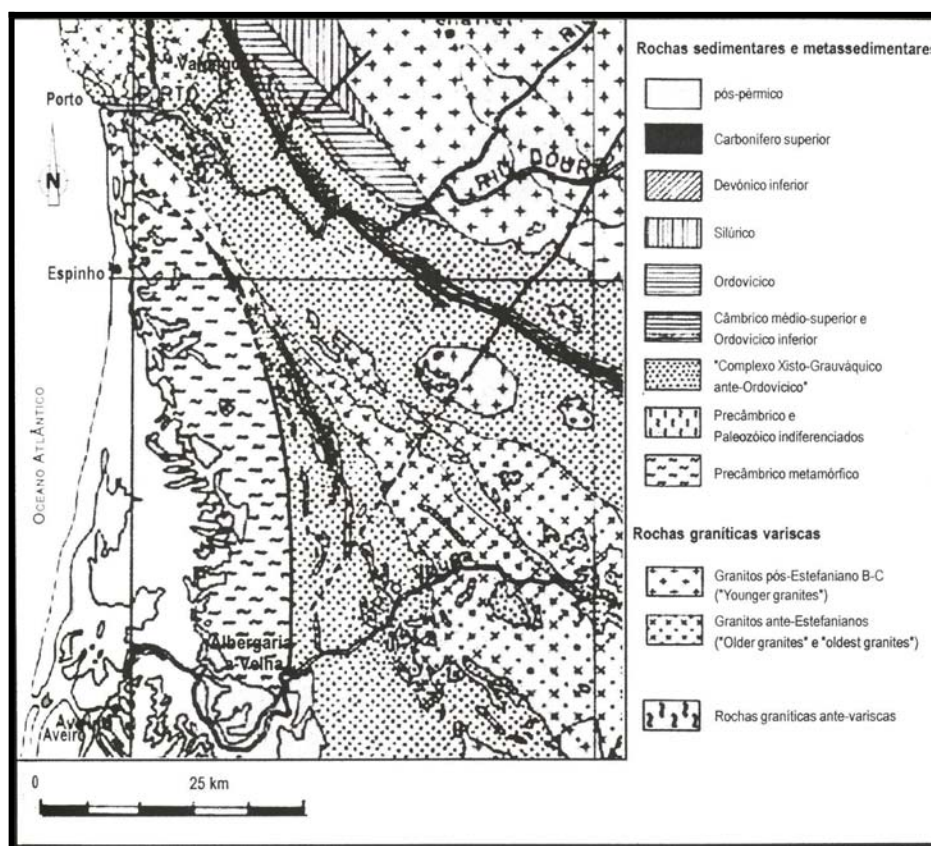 Porto
PORTO
Valongo
N
RIO DOURO
Espinho
OCEANO ATLÂNTICO
Albergaria
a-Velha
Aveiro
0 25 km
Rochas sedimentares e metassedimentares
pós-pérmico
Carbonífero superior
Devónico inferior
Silúrico
Ordovícico
Câmbrico médio-superior e
Ordovícico inferior
"Complexo Xisto-Grauváquico
ante-Ordovícico"
Precâmbrico e
Paleozóico indiferenciados
Precâmbrico metamórfico
Rochas graníticas variscas
Granitos pós-Estefaniano B-C
("Younger granites")
Granitos ante-Estefanianos
("Older granites" e "oldest granites")
Rochas graníticas ante-variscas